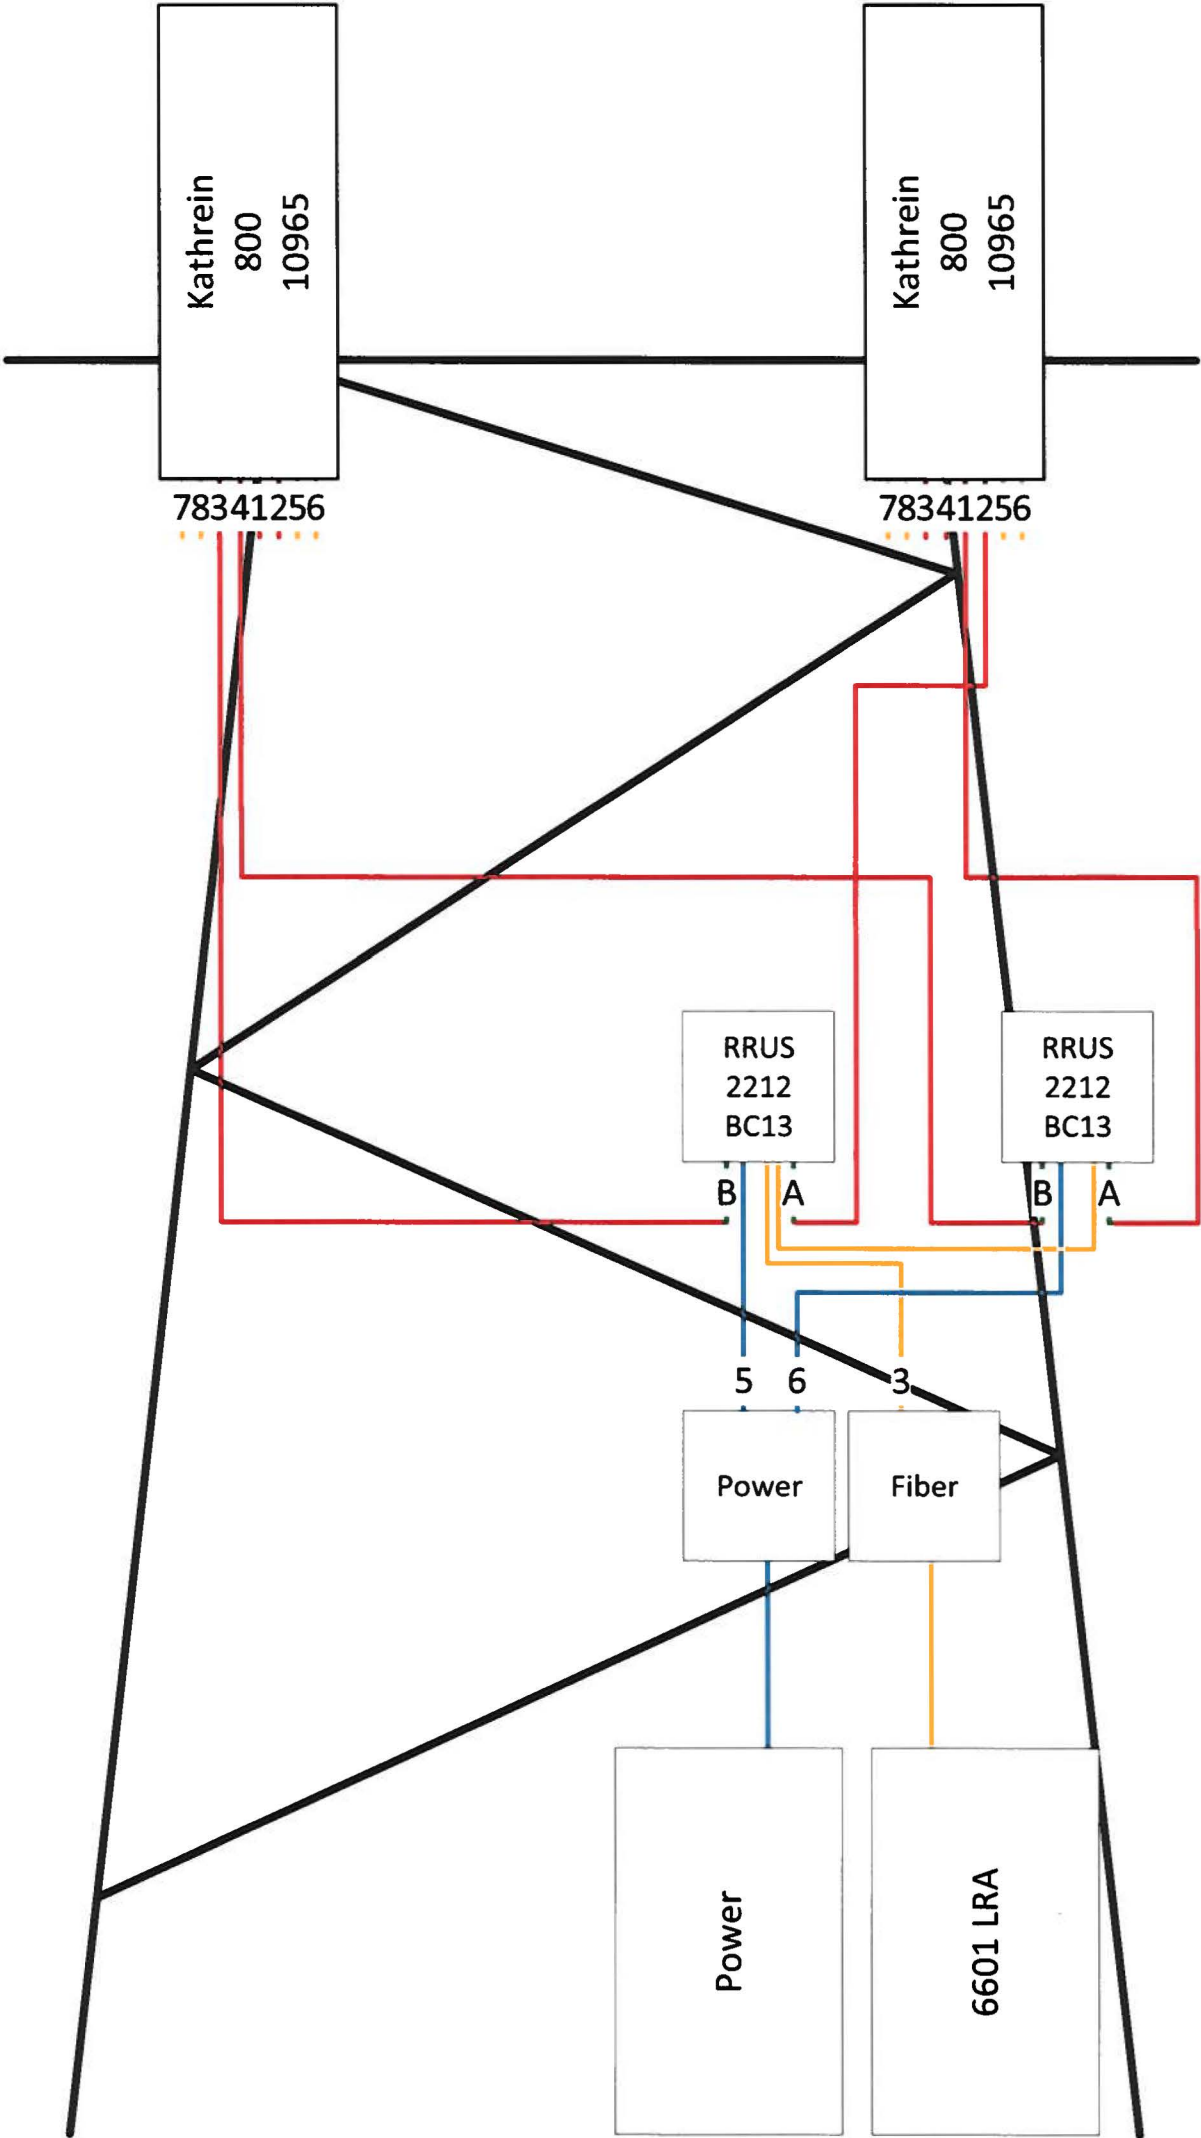 Kathrein
800
10965
Kathrein
800
10965
78341256
78341256
RRUS
2212
BC13
RRUS
2212
BC13
B
A
B
A
5
6
3
Power
Fiber
Power
6601 LRA